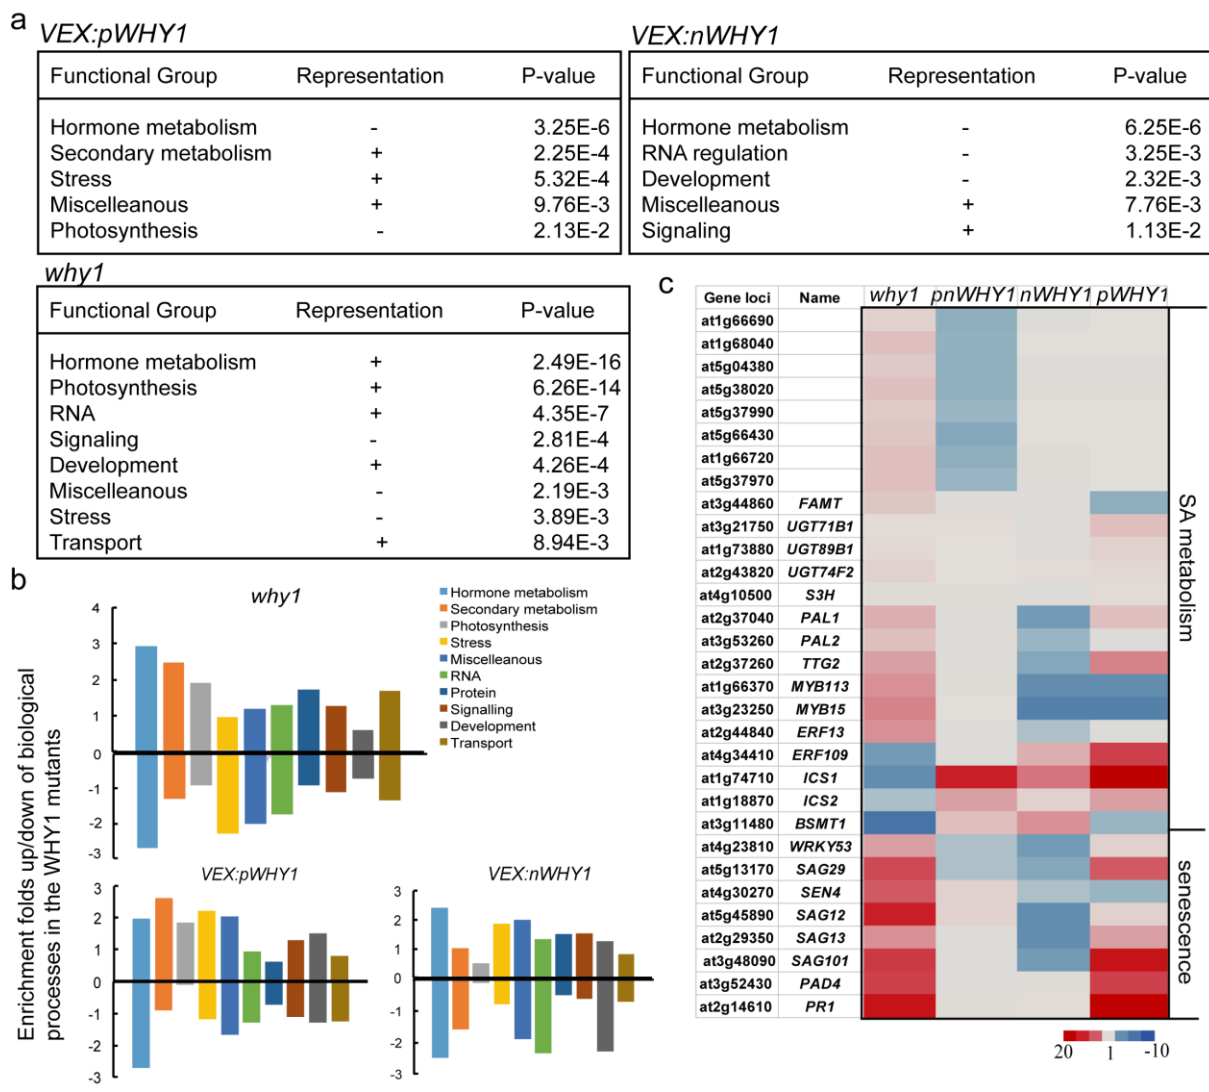 a
VEX:pWHY1
Functional Group Representation P-value
Hormone metabolism - 3.25E-6
Secondary metabolism + 2.25E-4
Stress + 5.32E-4
Miscelleanous + 9.76E-3
Photosynthesis - 2.13E-2
VEX:nWHY1
Functional Group Representation P-value
Hormone metabolism - 6.25E-6
RNA regulation - 3.25E-3
Development - 2.32E-3
Miscelleanous + 7.76E-3
Signaling + 1.13E-2
why1
Functional Group Representation P-value
Hormone metabolism + 2.49E-16
Photosynthesis + 6.26E-14
RNA + 4.35E-7
Signaling - 2.81E-4
Development + 4.26E-4
Miscelleanous - 2.19E-3
Stress - 3.89E-3
Transport + 8.94E-3
b
Enrichment folds up/down of biological
processes in the WHY1 mutants
why1
4
3
2
1
0
0
-1
-2
-3
Hormone metabolism
Secondary metabolism
Photosynthesis
Stress
Miscelleanous
RNA
Protein
Signalling
Development
Transport
VEX:pWHY1
3
2
1
0
-1
-2
-3
VEX:nWHY1
3
2
1
0
0
-1
-2
-3
c
Gene loci Name why1 pnWHY1 nWHY1 pWHY1
at1g66690
at1g68040
at5g04380
at5g38020
at5g37990
at5g66430
at1g66720
at5g37970
at3g44860 FAMT
at3g21750 UGT71B1
at1g73880 UGT89B1
at2g43820 UGT74F2
at4g10500 S3H
at2g37040 PAL1
at3g53260 PAL2
at2g37260 TTG2
at1g66370 MYB113
at3g23250 MYB15
at2g44840 ERF13
at4g34410 ERF109
at1g74710 ICS1
at1g18870 ICS2
at3g11480 BSMT1
at4g23810 WRKY53
at5g13170 SAG29
at4g30270 SEN4
at5g45890 SAG12
at2g29350 SAG13
at3g48090 SAG101
at3g52430 PAD4
at2g14610 PR1
SA metabolism
senescence
20 1 -10